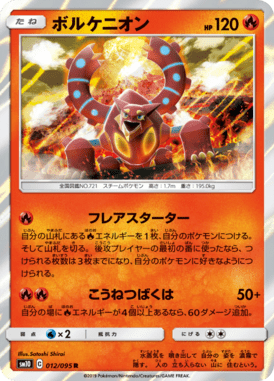 たね
ボルケニオン
HP 120
全国図鑑NO.721 スチームポケモン 高さ:1.7m 重さ:195.0kg
フレアスターター
自分の山札にあるエネルギーを1枚、自分のポケモンにつける。
そして山札を切る。後攻プレイヤーの最初の番に使ったなら、つ
けられる枚数は3枚までになり、自分のポケモンに好きなようにつ
けられる。
こうねつばくは 50+
自分の場にエネルギーが4個以上あるなら、60ダメージ追加。
弱点 ×2 抵抗力 にげる
Illus. Satoshi Shirai
sm10 C 012/095 R
©2019 Pokémon/Nintendo/Creatures/GAME FREAK.